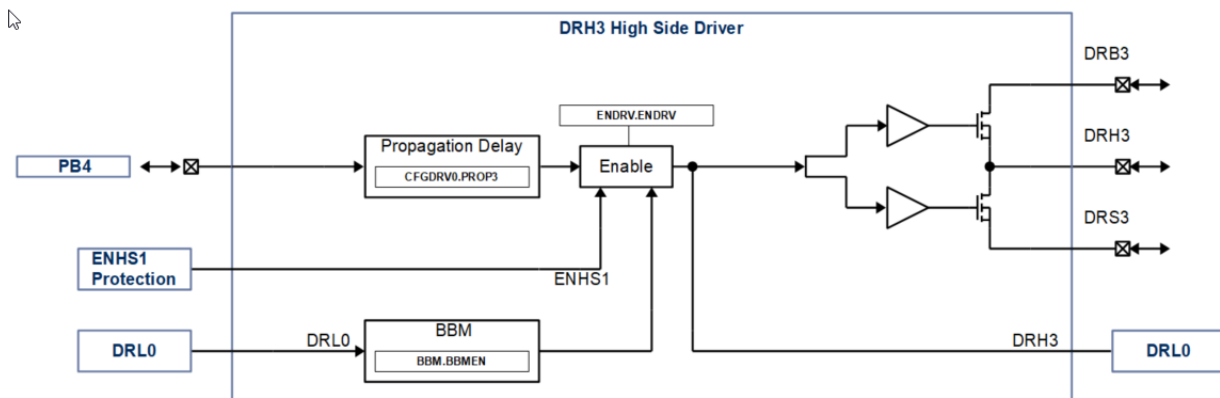 DRH3 High Side Driver
DRB3
ENDRV.ENDRV
Propagation Delay
DRH3
PB4
CFGDRV0.PROP3
Enable
DRS3
ENHS1
Protection
ENHS1
DRL0
BBM
DRH3
DRL0
BBM.BBMEN
DRL0